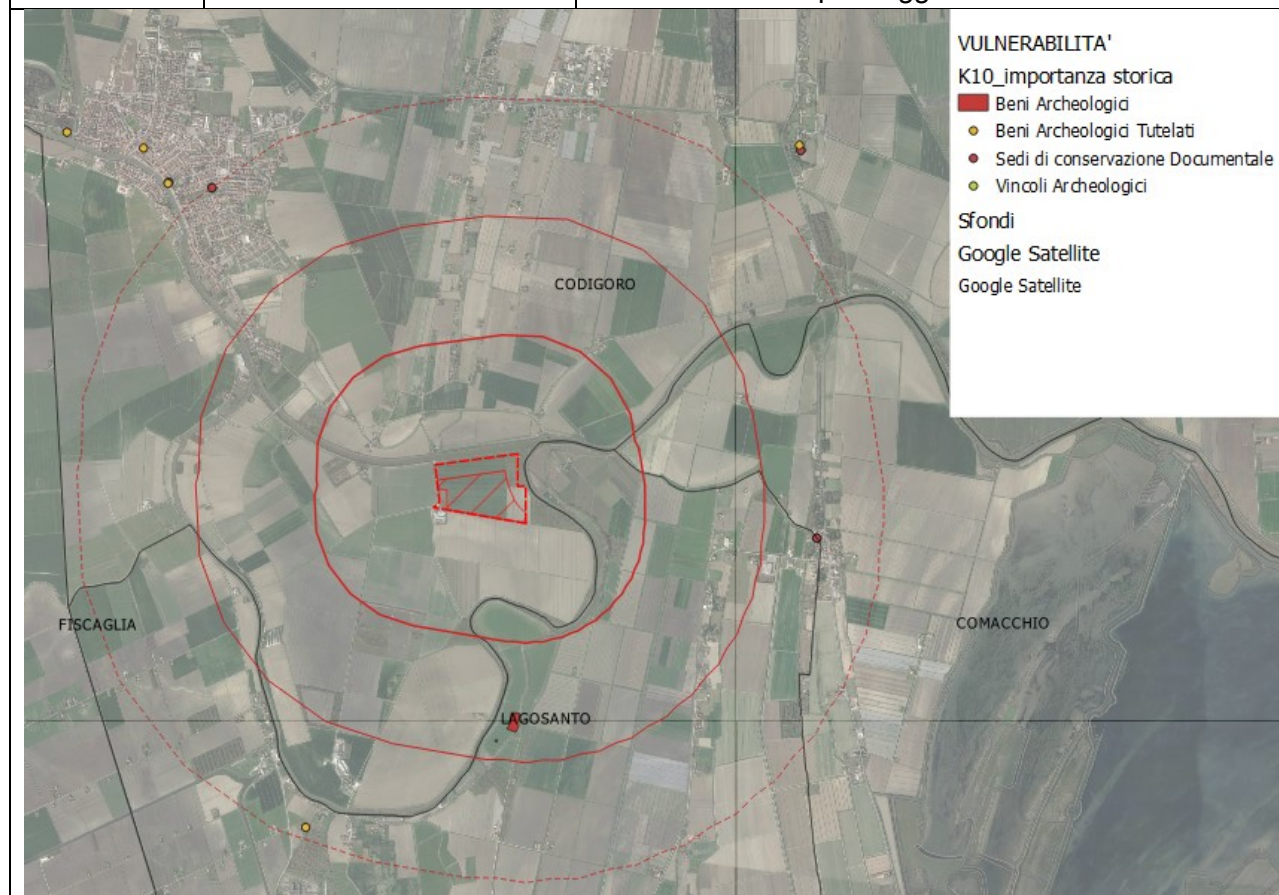 VULNERABILITA'
K10_importanza storica
Beni Archeologici
Beni Archeologici Tutelati
Sedi di conservazione Documentale
Vincoli Archeologici
Sfondi
Google Satellite
Google Satellite
CODIGORO
FISCAGLIA
COMACCHIO
LAGOSANTO